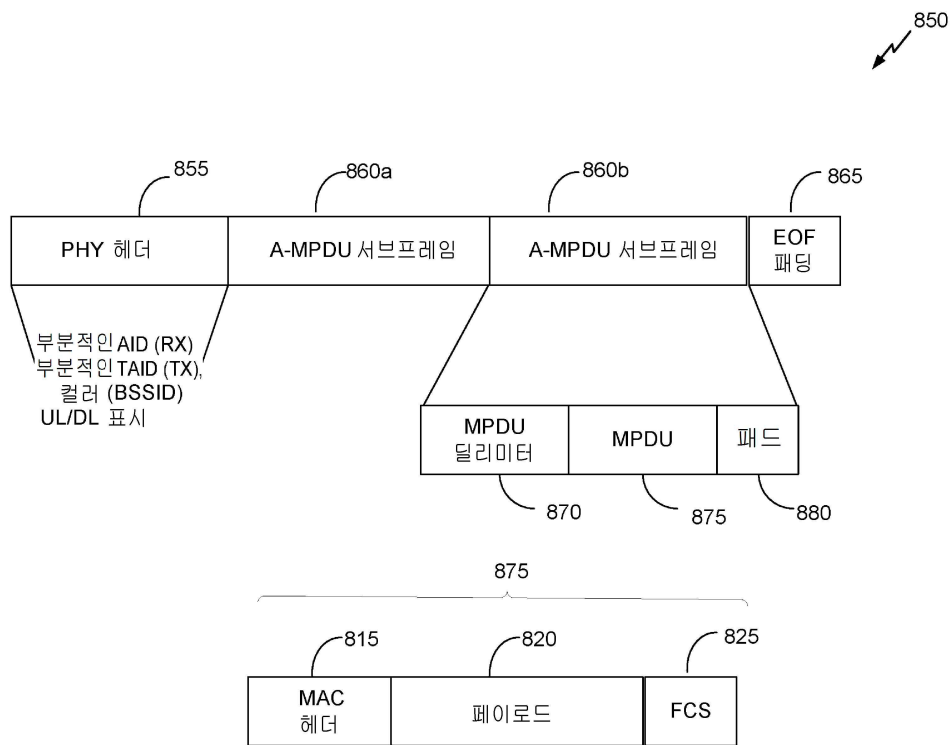 850
855
860a
860b
865
PHY 헤더
A-MPDU 서브프레임
A-MPDU 서브프레임
EOF
패딩
부분적인 AID (RX)
부분적인 TAID (TX),
컬러 (BSSID)
UL/DL 표시
MPDU
딜리미터
MPDU
패드
870
875
880
875
815
820
825
MAC
헤더
페이로드
FCS